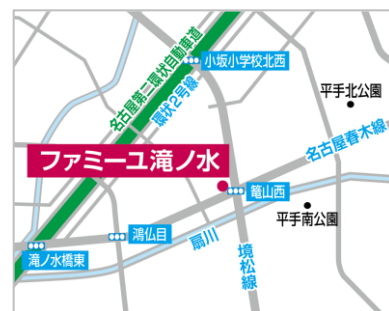 名古屋第二環状自動車道
環状2号線
小坂小学校北西
平手北公園
名古屋春木線
ファミーユ滝ノ水
篭山西
鴻仏目
扇川
境松線
平手南公園
滝ノ水橋東